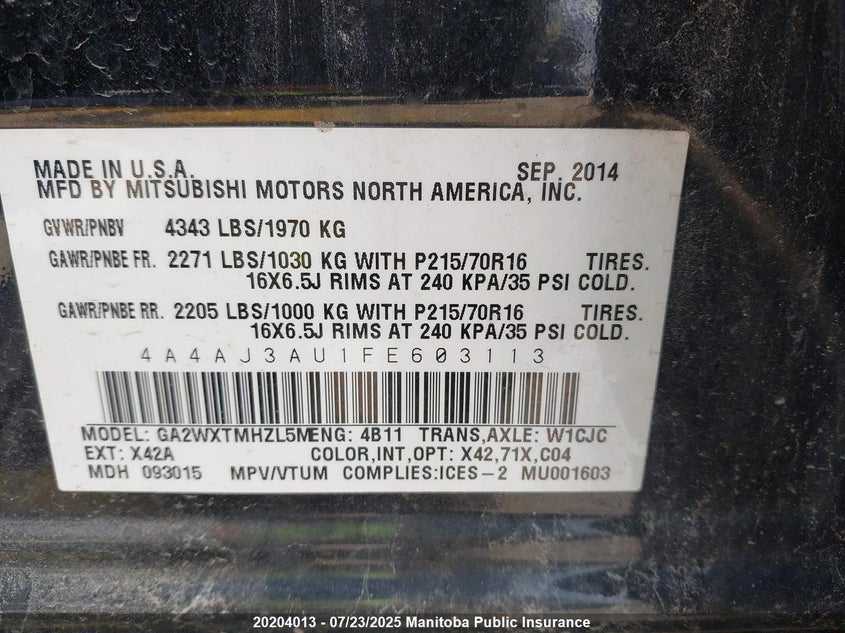 MADE IN U.S.A. SEP. 2014
MFD BY MITSUBISHI MOTORS NORTH AMERICA, INC.
GVWR/PNBV 4343 LBS/1970 KG
GAWR/PNBE FR. 2271 LBS/1030 KG WITH P215/70R16 TIRES.
16X6.5J RIMS AT 240 KPA/35 PSI COLD.
GAWR/PNBE RR. 2205 LBS/1000 KG WITH P215/70R16 TIRES.
16X6.5J RIMS AT 240 KPA/35 PSI COLD.
4A4AJ3AU1FE603113
MODEL: GA2WXTMHZL5M ENG: 4B11 TRANS,AXLE: W1CJC
EXT: X42A COLOR,INT,OPT: X42,71X,C04
MDH 093015 MPV/VTUM COMPLIES:ICES-2 MU001603
20204013 - 07/23/2025 Manitoba Public Insurance